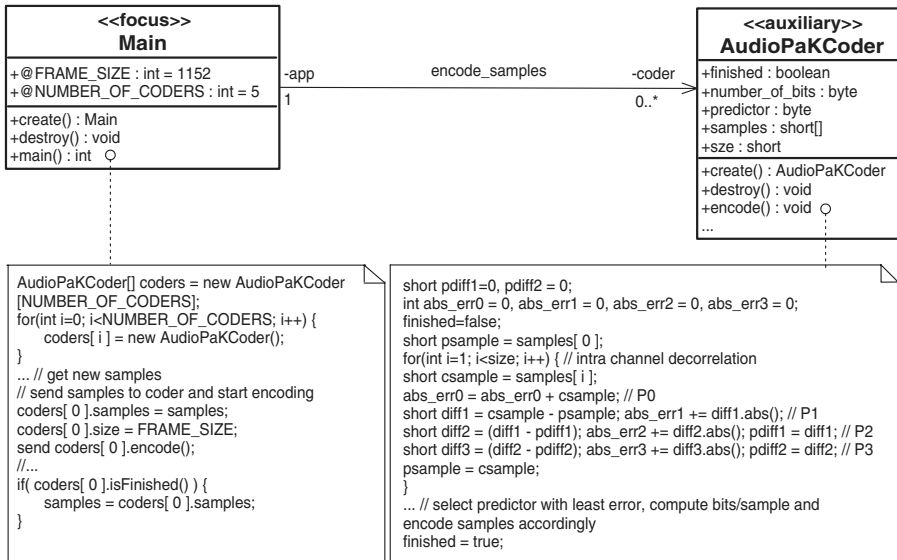 <<focus>>
Main
+@FRAME_SIZE : int = 1152
+@NUMBER_OF_CODERS : int = 5
+create() : Main
+destroy() : void
+main() : int
-app
encode_samples
-coder
1
0..*
<<auxiliary>>
AudioPaKCoder
+finished : boolean
+number_of_bits : byte
+predictor : byte
+samples : short[]
+sze : short
+create() : AudioPaKCoder
+destroy() : void
+encode() : void
...
AudioPaKCoder[] coders = new AudioPaKCoder
[NUMBER_OF_CODERS];
for(int i=0; i<NUMBER_OF_CODERS; i++) {
coders[ i ] = new AudioPaKCoder();
}
... // get new samples
// send samples to coder and start encoding
coders[ 0 ].samples = samples;
coders[ 0 ].size = FRAME_SIZE;
send coders[ 0 ].encode();
//...
if( coders[ 0 ].isFinished() ) {
samples = coders[ 0 ].samples;
}
short pdiff1=0, pdiff2 = 0;
int abs_err0 = 0, abs_err1 = 0, abs_err2 = 0, abs_err3 = 0;
finished=false;
short psample = samples[ 0 ];
for(int i=1; i<size; i++) { // intra channel decorrelation
short csample = samples[ i ];
abs_err0 = abs_err0 + csample; // P0
short diff1 = csample - psample; abs_err1 += diff1.abs(); // P1
short diff2 = (diff1 - pdiff1); abs_err2 += diff2.abs(); pdiff1 = diff1; // P2
short diff3 = (diff2 - pdiff2); abs_err3 += diff3.abs(); pdiff2 = diff2; // P3
psample = csample;
}
... // select predictor with least error, compute bits/sample and
encode samples accordingly
finished = true;